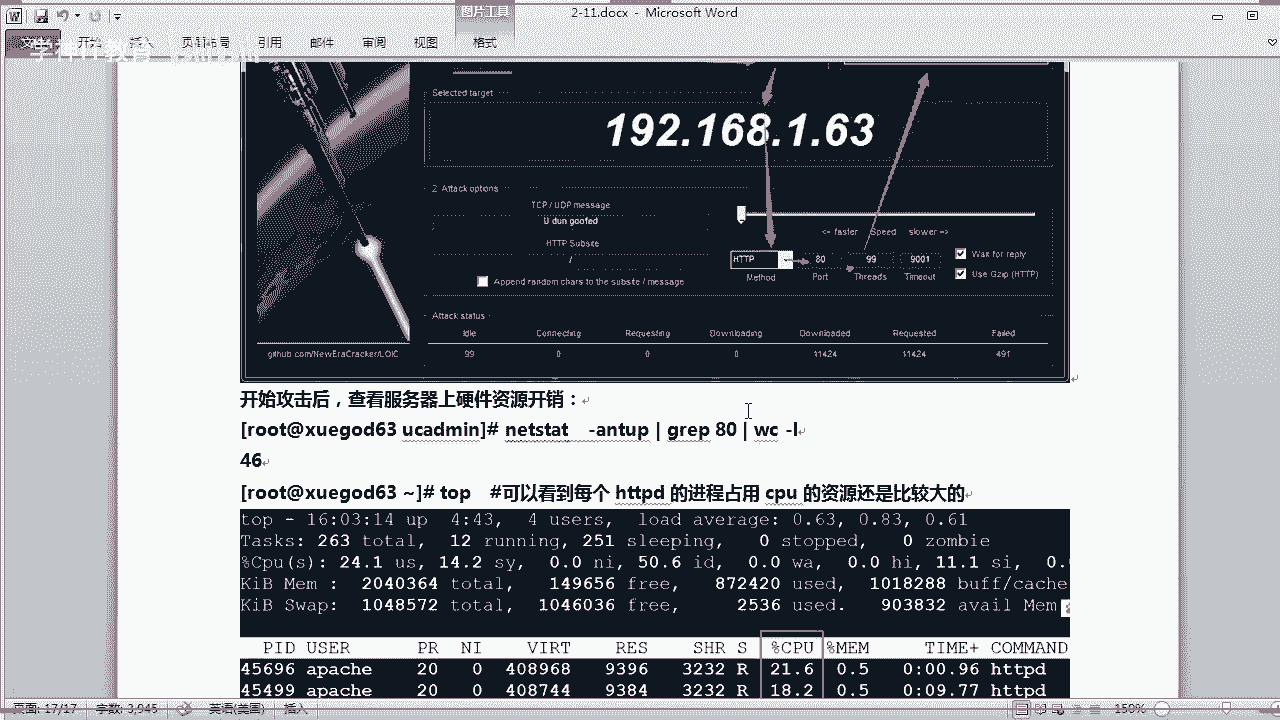 图片工具
2-11.docx - Microsoft Word
开始 插入 页面布局 引用 邮件 审阅 视图 格式
Selected target
192.168.1.63
2. Attack options
TCP / UDP message
U dun goofed
HTTP Subsite
/
Append random chars to the subsite / message
<= faster Speed slower =>
HTTP 80 99 9001
Method Port Threads Timeout
Wait for reply
Use Gzip (HTTP)
Attack status
Idle Connecting Requesting Downloading Downloaded Requested Failed
99 0 0 0 11424 11424 491
github.com/NewEraCracker/LOIC
开始攻击后，查看服务器上硬件资源开销：
[root@xuegod63 ucadmin]# netstat -antup | grep 80 | wc -l
46
[root@xuegod63 ~]# top #可以看到每个 httpd 的进程占用 cpu 的资源还是比较大的
top - 16:03:14 up 4:43, 4 users, load average: 0.63, 0.83, 0.61
Tasks: 263 total, 12 running, 251 sleeping, 0 stopped, 0 zombie
%Cpu(s): 24.1 us, 14.2 sy, 0.0 ni, 50.6 id, 0.0 wa, 0.0 hi, 11.1 si, 0.
KiB Mem : 2040364 total, 149656 free, 872420 used, 1018288 buff/cache
KiB Swap: 1048572 total, 1046036 free, 2536 used. 903832 avail Mem
PID USER PR NI VIRT RES SHR S %CPU %MEM TIME+ COMMAND
45696 apache 20 0 408968 9396 3232 R 21.6 0.5 0:00.96 httpd
45499 apache 20 0 408744 9384 3232 R 18.2 0.5 0:09.77 httpd
页面: 17/17 字数: 3,945 英语(美国) 插入 150%